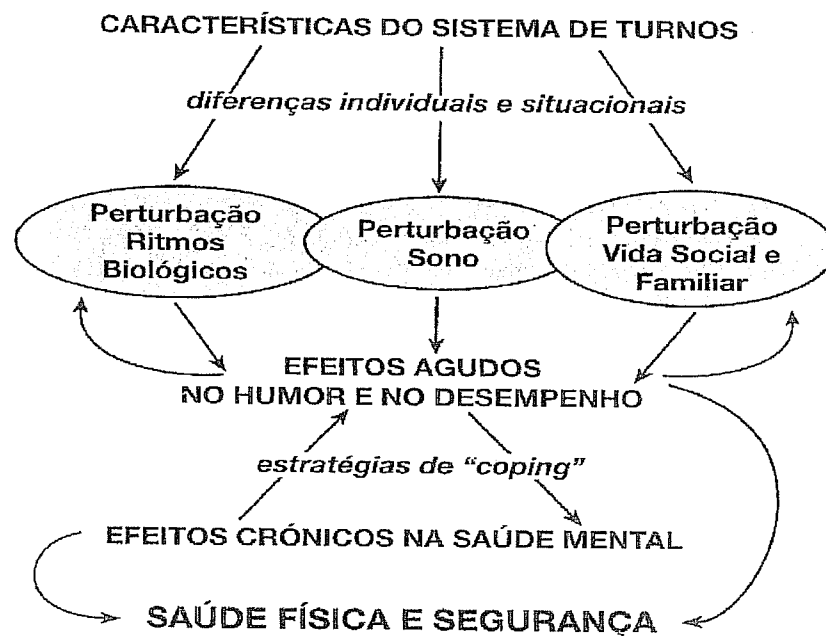 CARACTERÍSTICAS DO SISTEMA DE TURNOS
diferenças individuais e situacionais
Perturbação
Ritmos
Biológicos
Perturbação
Sono
Perturbação
Vida Social e
Familiar
EFEITOS AGUDOS
NO HUMOR E NO DESEMPENHO
estratégias de “coping”
EFEITOS CRÓNICOS NA SAÚDE MENTAL
SAÚDE FÍSICA E SEGURANÇA